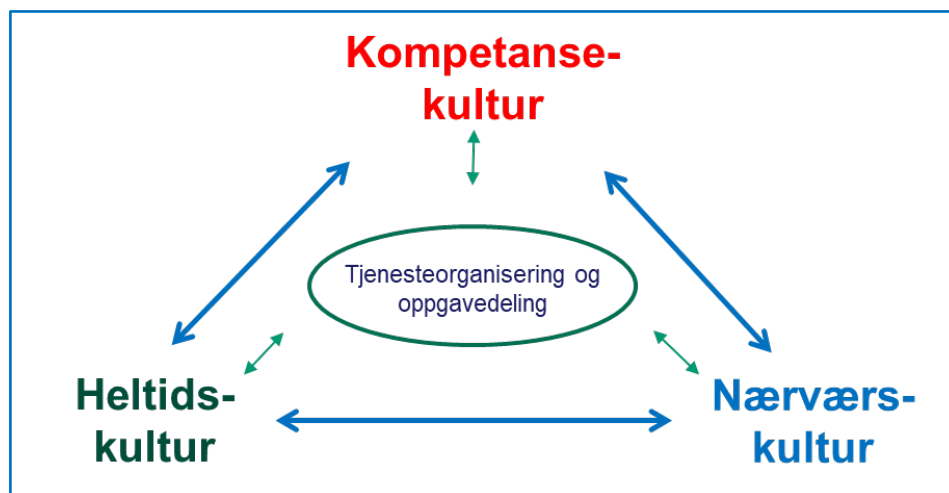 Kompetanse-
kultur
Tjenesteorganisering og
oppgavedeling
Heltids-
kultur
Nærværs-
kultur